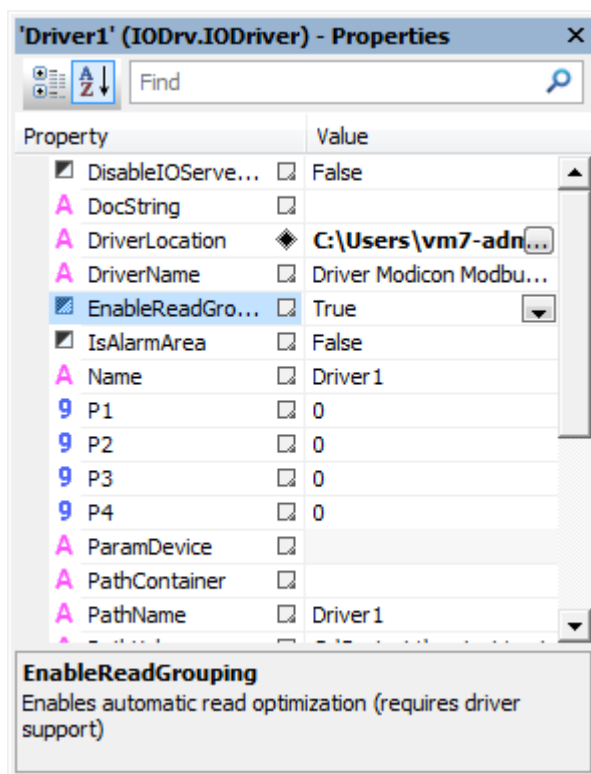 'Driver1' (IODrv.IODriver) - Properties
Find
Property Value
DisableIOServe... False
DocString
DriverLocation C:\Users\vm7-adn...
DriverName Driver Modicon Modbu...
EnableReadGro... True
IsAlarmArea False
Name Driver1
P1 0
P2 0
P3 0
P4 0
ParamDevice
PathContainer
PathName Driver1
EnableReadGrouping
Enables automatic read optimization (requires driver
support)